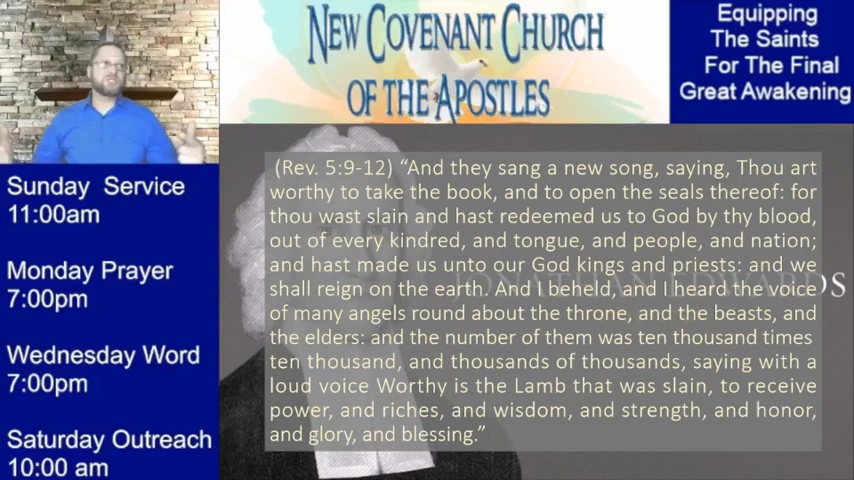 NEW COVENANT CHURCH
OF THE APOSTLES
Equipping
The Saints
For The Final
Great Awakening
Sunday Service
11:00am
Monday Prayer
7:00pm
Wednesday Word
7:00pm
Saturday Outreach
10:00 am
(Rev. 5:9-12) “And they sang a new song, saying, Thou art
worthy to take the book, and to open the seals thereof: for
thou wast slain and hast redeemed us to God by thy blood,
out of every kindred, and tongue, and people, and nation;
and hast made us unto our God kings and priests: and we
shall reign on the earth. And I beheld, and I heard the voice
of many angels round about the throne, and the beasts, and
the elders: and the number of them was ten thousand times
ten thousand, and thousands of thousands, saying with a
loud voice Worthy is the Lamb that was slain, to receive
power, and riches, and wisdom, and strength, and honor,
and glory, and blessing.”
JONATHAN EDWARDS